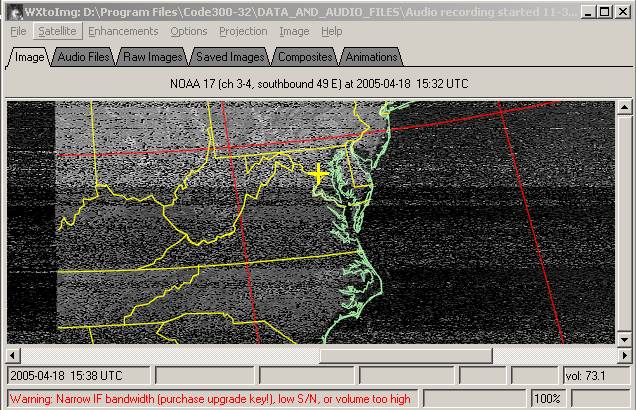 WXtoImg: D:\Program Files\Code300-32\DATA_AND_AUDIO_FILES\Audio recording started 11-3...
File Satellite Enhancements Options Projection Image Help
Image Audio Files Raw Images Saved Images Composites Animations
NOAA 17 (ch 3-4, southbound 49 E) at 2005-04-18 15:32 UTC
2005-04-18 15:38 UTC vol: 73.1
Warning: Narrow IF bandwidth (purchase upgrade key!), low S/N, or volume too high 100%